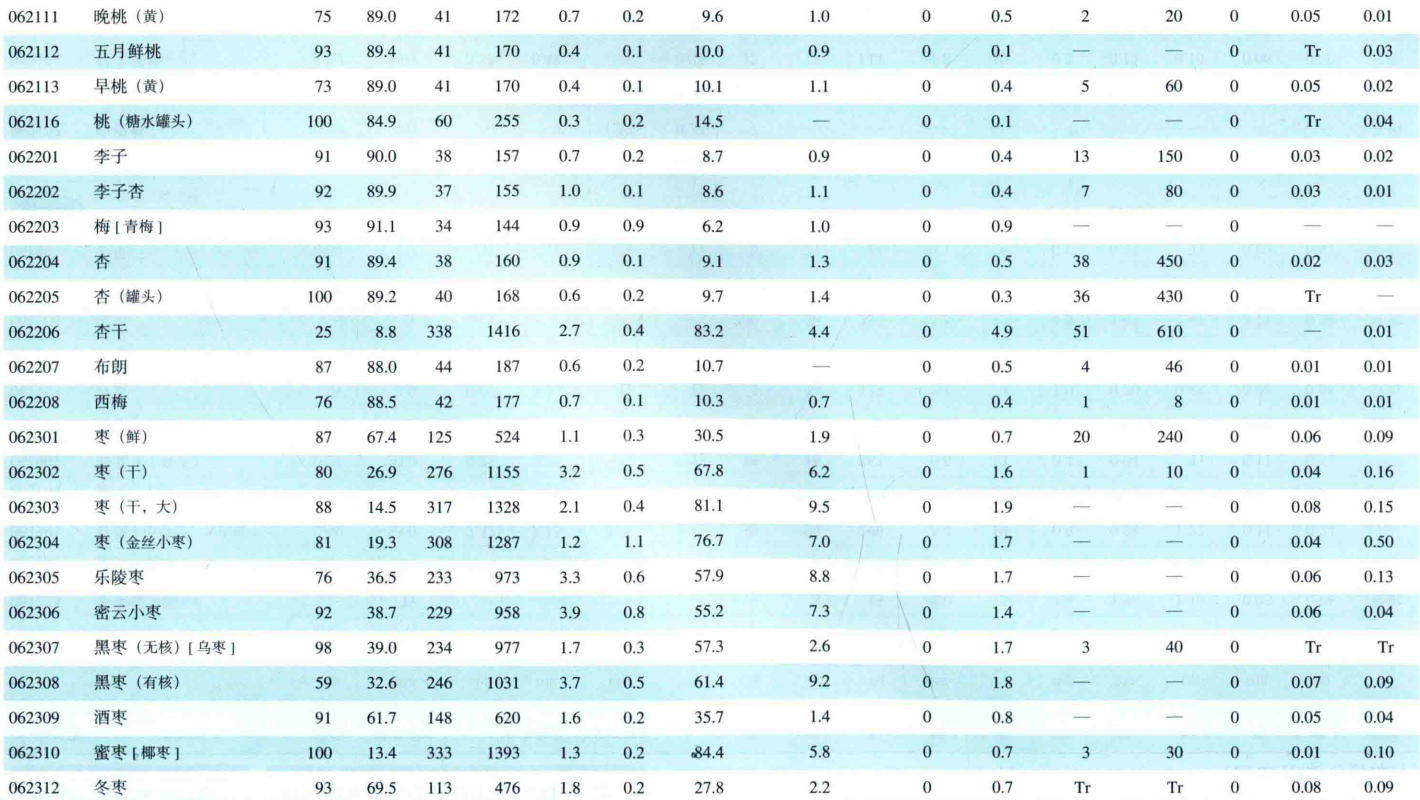 062111 晚桃（黄） 75 89.0 41 172 0.7 0.2 9.6 1.0 0 0.5 2 20 0 0.05 0.01
062112 五月鲜桃 93 89.4 41 170 0.4 0.1 10.0 0.9 0 0.1 — — 0 Tr 0.03
062113 早桃（黄） 73 89.0 41 170 0.4 0.1 10.1 1.1 0 0.4 5 60 0 0.05 0.02
062116 桃（糖水罐头） 100 84.9 60 255 0.3 0.2 14.5 — 0 0.1 — — 0 Tr 0.04
062201 李子 91 90.0 38 157 0.7 0.2 8.7 0.9 0 0.4 13 150 0 0.03 0.02
062202 李子杏 92 89.9 37 155 1.0 0.1 8.6 1.1 0 0.4 7 80 0 0.03 0.01
062203 梅 [ 青梅 ] 93 91.1 34 144 0.9 0.9 6.2 1.0 0 0.9 — — 0 — —
062204 杏 91 89.4 38 160 0.9 0.1 9.1 1.3 0 0.5 38 450 0 0.02 0.03
062205 杏（罐头） 100 89.2 40 168 0.6 0.2 9.7 1.4 0 0.3 36 430 0 Tr —
062206 杏干 25 8.8 338 1416 2.7 0.4 83.2 4.4 0 4.9 51 610 0 — 0.01
062207 布朗 87 88.0 44 187 0.6 0.2 10.7 — 0 0.5 4 46 0 0.01 0.01
062208 西梅 76 88.5 42 177 0.7 0.1 10.3 0.7 0 0.4 1 8 0 0.01 0.01
062301 枣（鲜） 87 67.4 125 524 1.1 0.3 30.5 1.9 0 0.7 20 240 0 0.06 0.09
062302 枣（干） 80 26.9 276 1155 3.2 0.5 67.8 6.2 0 1.6 1 10 0 0.04 0.16
062303 枣（干，大） 88 14.5 317 1328 2.1 0.4 81.1 9.5 0 1.9 — — 0 0.08 0.15
062304 枣（金丝小枣） 81 19.3 308 1287 1.2 1.1 76.7 7.0 0 1.7 — — 0 0.04 0.50
062305 乐陵枣 76 36.5 233 973 3.3 0.6 57.9 8.8 0 1.7 — — 0 0.06 0.13
062306 密云小枣 92 38.7 229 958 3.9 0.8 55.2 7.3 0 1.4 — — 0 0.06 0.04
062307 黑枣（无核）[ 乌枣 ] 98 39.0 234 977 1.7 0.3 57.3 2.6 0 1.7 3 40 0 Tr Tr
062308 黑枣（有核） 59 32.6 246 1031 3.7 0.5 61.4 9.2 0 1.8 — — 0 0.07 0.09
062309 酒枣 91 61.7 148 620 1.6 0.2 35.7 1.4 0 0.8 — — 0 0.05 0.04
062310 蜜枣 [ 椰枣 ] 100 13.4 333 1393 1.3 0.2 84.4 5.8 0 0.7 3 30 0 0.01 0.10
062312 冬枣 93 69.5 113 476 1.8 0.2 27.8 2.2 0 0.7 Tr Tr 0 0.08 0.09